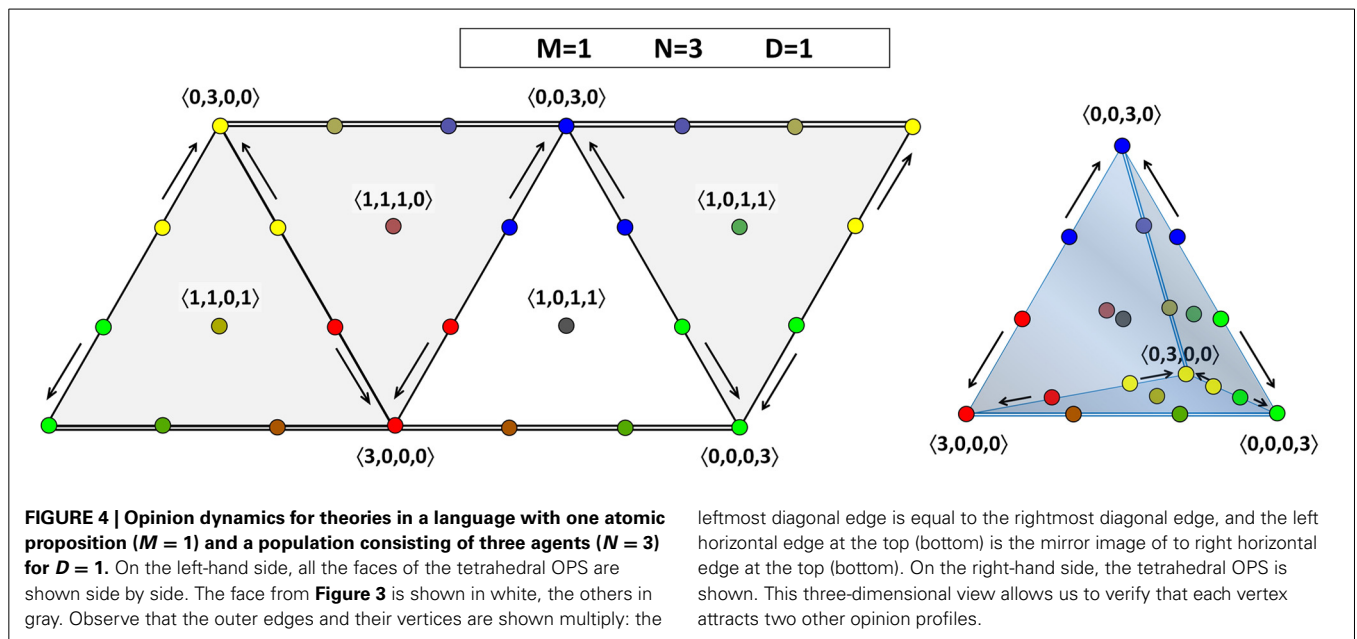 M=1 N=3 D=1
⟨0,3,0,0⟩ ⟨0,0,3,0⟩
⟨0,0,3,0⟩
⟨1,1,1,0⟩ ⟨1,0,1,1⟩
⟨1,1,0,1⟩ ⟨1,0,1,1⟩
⟨0,3,0,0⟩
⟨3,0,0,0⟩ ⟨0,0,0,3⟩
⟨3,0,0,0⟩ ⟨0,0,0,3⟩
FIGURE 4 | Opinion dynamics for theories in a language with one atomic
proposition (M = 1) and a population consisting of three agents (N = 3)
for D = 1. On the left-hand side, all the faces of the tetrahedral OPS are
shown side by side. The face from Figure 3 is shown in white, the others in
gray. Observe that the outer edges and their vertices are shown multiply: the
leftmost diagonal edge is equal to the rightmost diagonal edge, and the left
horizontal edge at the top (bottom) is the mirror image of to right horizontal
edge at the top (bottom). On the right-hand side, the tetrahedral OPS is
shown. This three-dimensional view allows us to verify that each vertex
attracts two other opinion profiles.